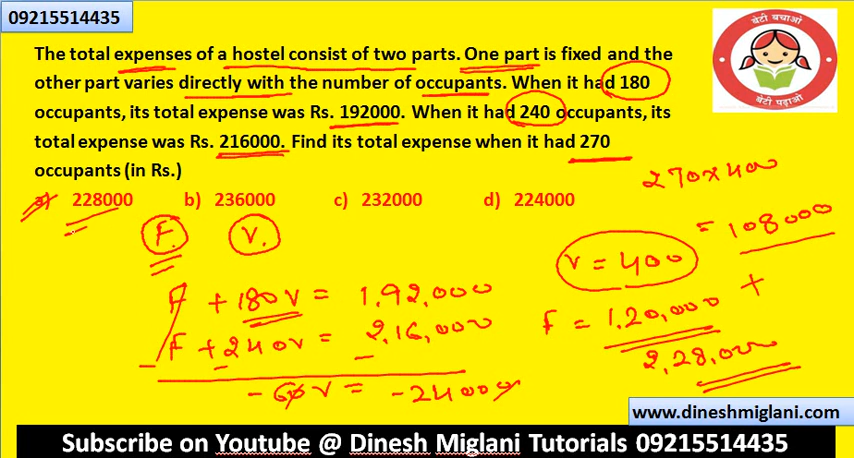 09215514435
The total expenses of a hostel consist of two parts. One part is fixed and the
other part varies directly with the number of occupants. When it had 180
occupants, its total expense was Rs. 192000. When it had 240 occupants, its
total expense was Rs. 216000. Find its total expense when it had 270
occupants (in Rs.)
a) 228000 b) 236000 c) 232000 d) 224000
बेटी बचाओ
बेटी पढ़ाओ
270 x 400
= 108000
F. V.
V = 400
F + 180V = 1,92,000
F = 1,20,000 +
F + 240V = 2,16,000
2,28,000
- 60V = - 24000
www.dineshmiglani.com
Subscribe on Youtube @ Dinesh Miglani Tutorials 09215514435